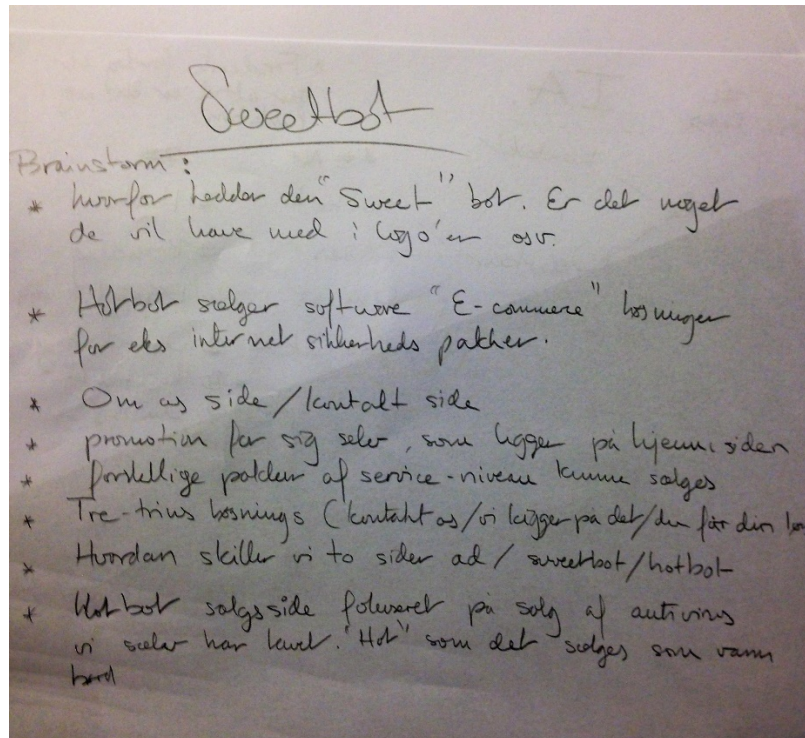 Sweetbot
Brainstorm:
* hvorfor hedder den "Sweet" bot. Er det noget
de vil have med i logo'en osv.
* Hotbot sælger software "E-commerce" løsninger
for eks internet sikkerheds pakker.
* Om os side/kontakt side
* promotion for sig selv, som ligger på hjemmesiden
* forskellige pakker af service-niveau kunne sælges
* Tre-trins løsnings (kontakt os/vi kigger på det/du får din
* Hvordan skiller vi to sider ad / sweetbot/hotbot
* Hotbot salgsside fokuseret på salg af antivirus
vi selv har lavet. "Hot" som det sælges som varm
brød